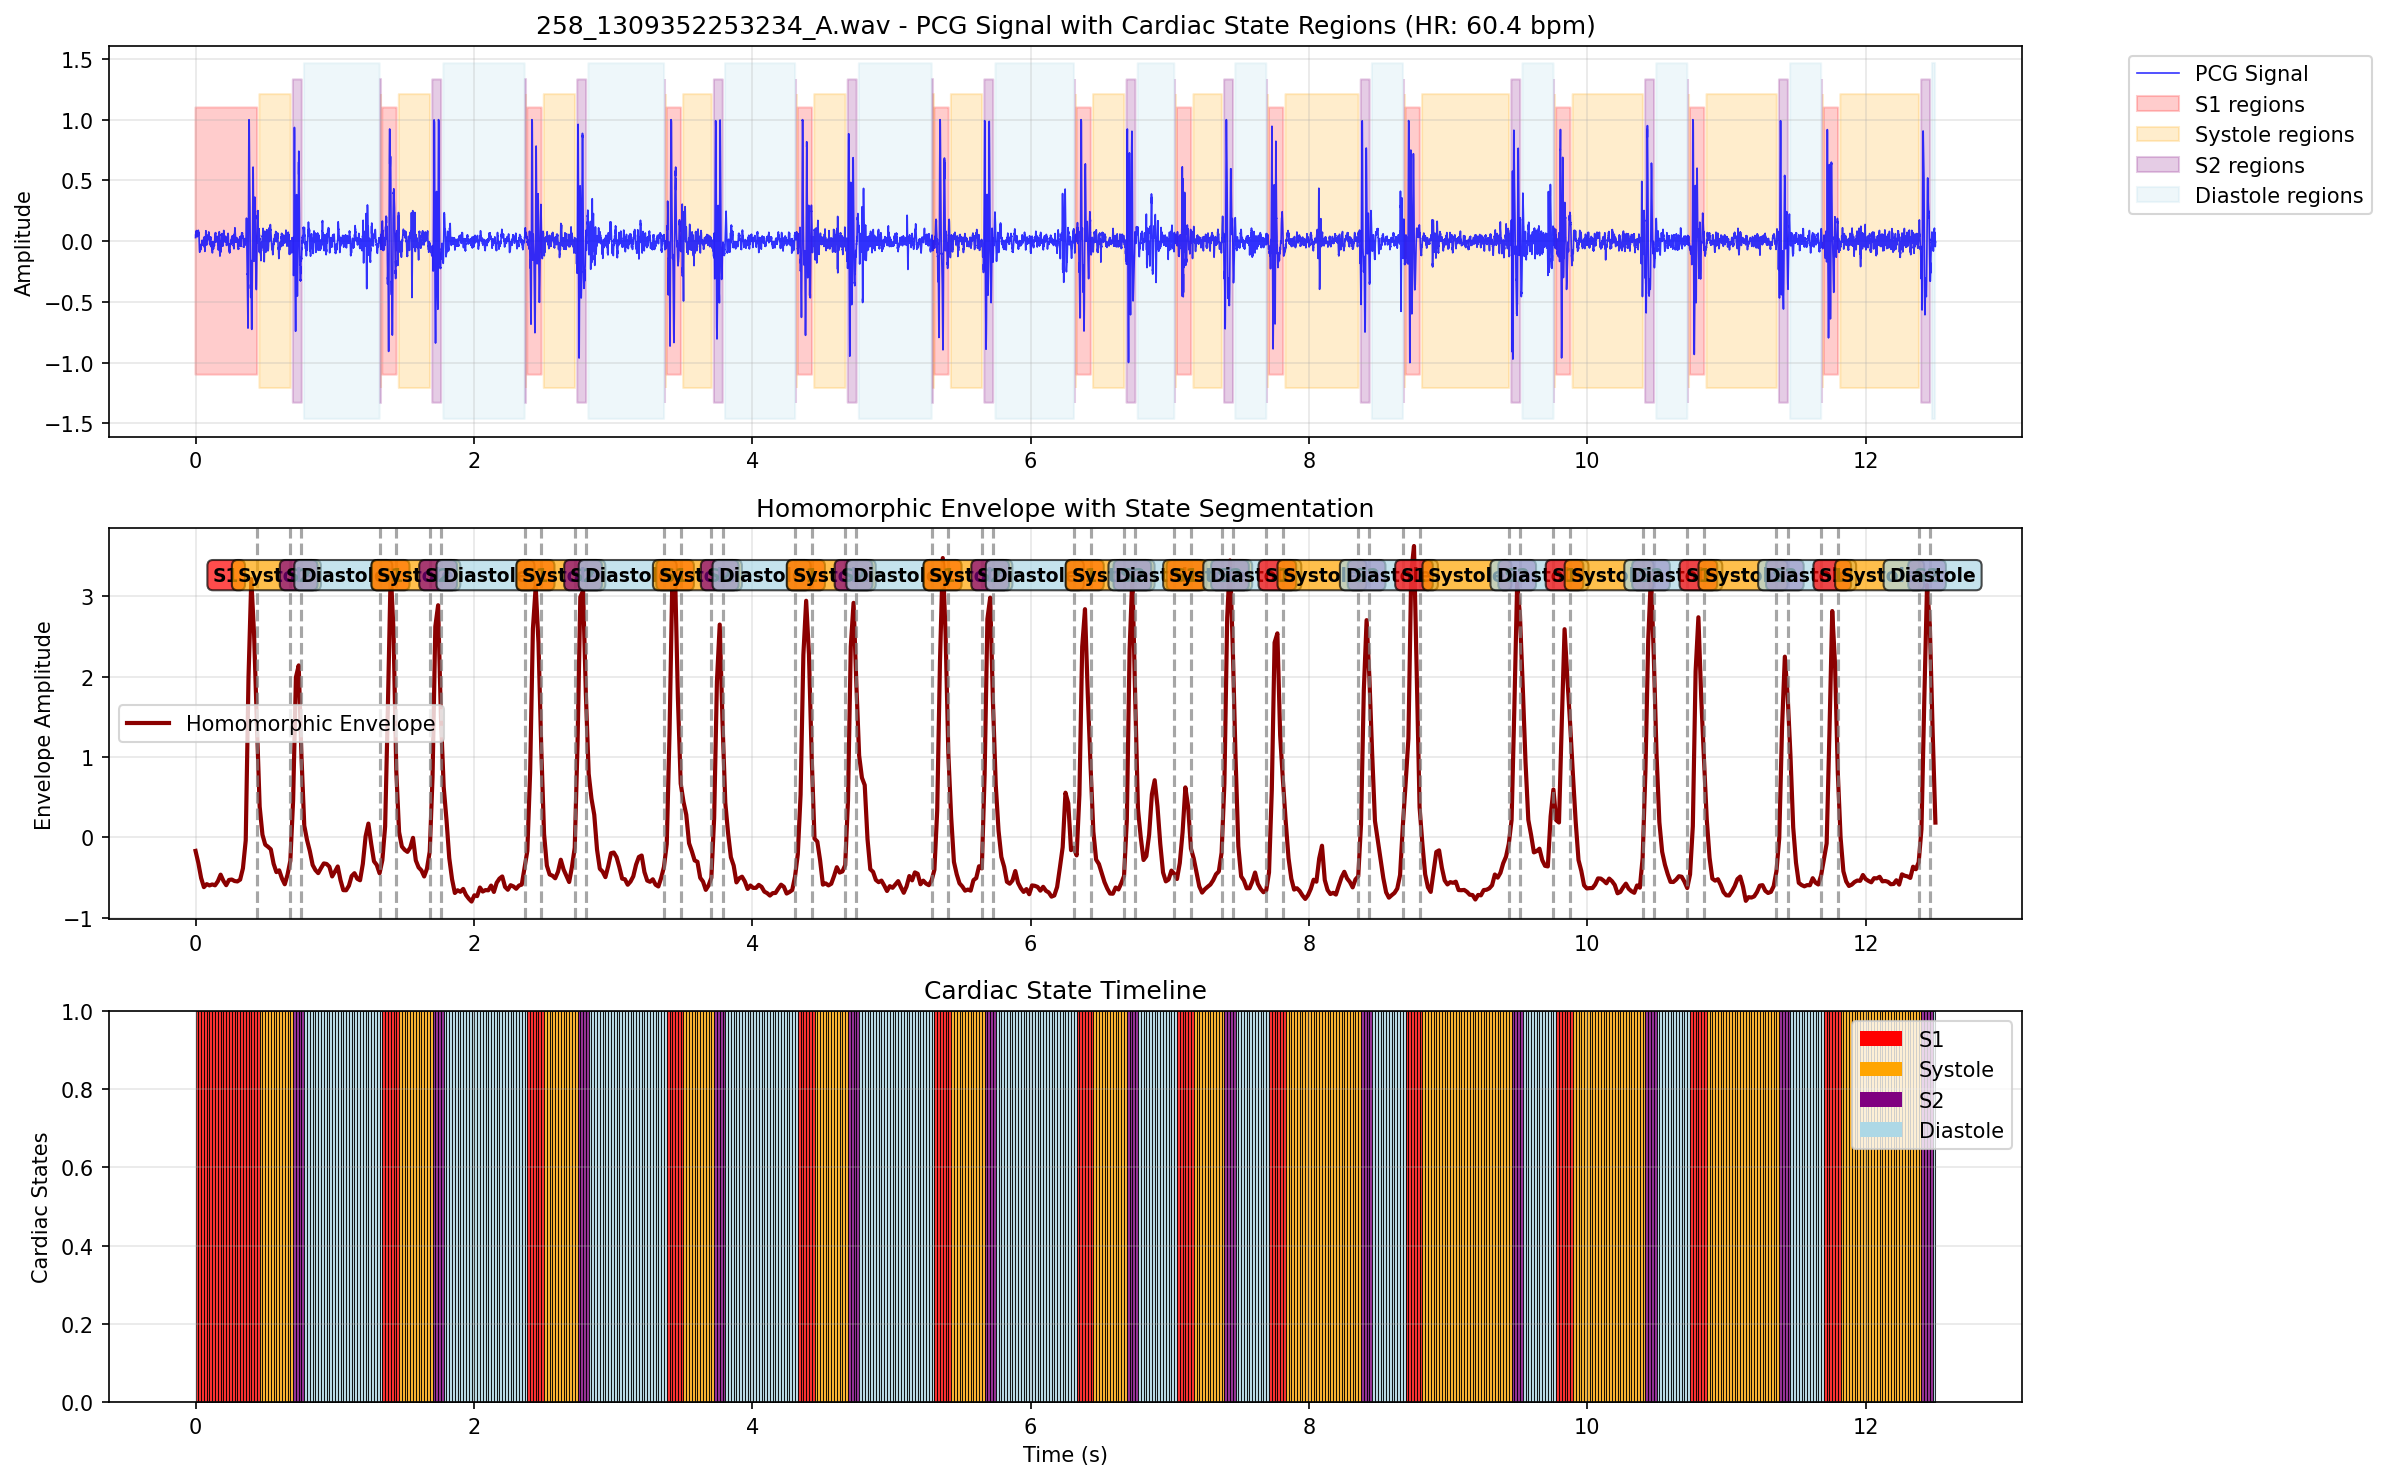 258_1309352253234_A.wav - PCG Signal with Cardiac State Regions (HR: 60.4 bpm)
Amplitude
1.5
1.0
0.5
0.0
−0.5
−1.0
−1.5
0 2 4 6 8 10 12
PCG Signal
S1 regions
Systole regions
S2 regions
Diastole regions
Homomorphic Envelope with State Segmentation
Envelope Amplitude
3
2
1
0
−1
Diastole
Homomorphic Envelope
0 2 4 6 8 10 12
Cardiac State Timeline
Cardiac States
1.0
0.8
0.6
0.4
0.2
0.0
S1
Systole
S2
Diastole
0 2 4 6 8 10 12
Time (s)